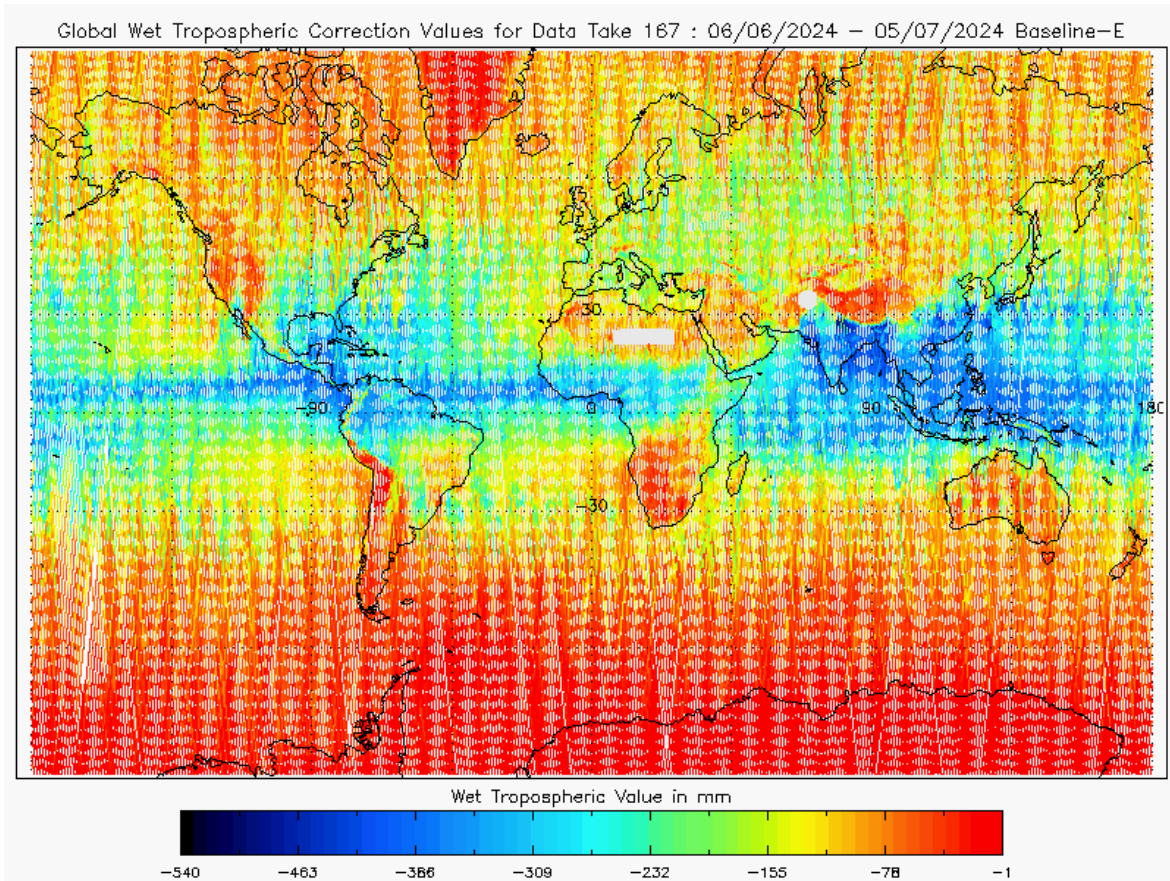 Global Wet Tropospheric Correction Values for Data Take 167 : 06/06/2024 – 05/07/2024 Baseline–E
30
–90 0 90 180
–30
Wet Tropospheric Value in mm
–540 –463 –386 –309 –232 –155 –78 –1